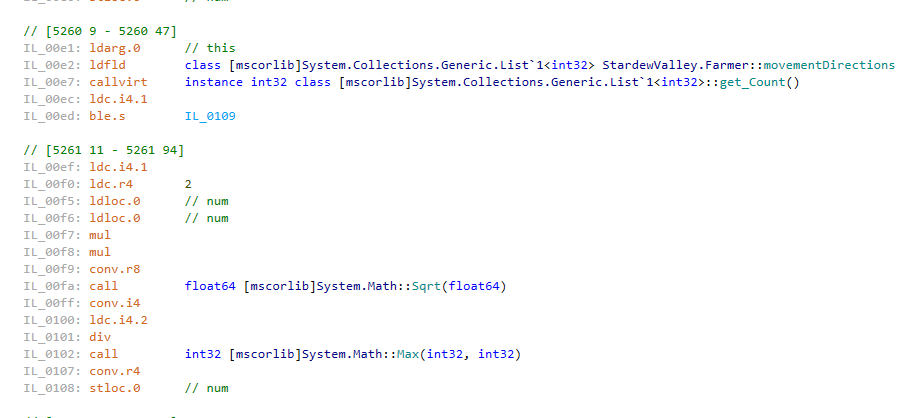 // [5260 9 - 5260 47]
IL_00e1: ldarg.0 // this
IL_00e2: ldfld class [mscorlib]System.Collections.Generic.List`1<int32> StardewValley.Farmer::movementDirections
IL_00e7: callvirt instance int32 class [mscorlib]System.Collections.Generic.List`1<int32>::get_Count()
IL_00ec: ldc.i4.1
IL_00ed: ble.s IL_0109
// [5261 11 - 5261 94]
IL_00ef: ldc.i4.1
IL_00f0: ldc.r4 2
IL_00f5: ldloc.0 // num
IL_00f6: ldloc.0 // num
IL_00f7: mul
IL_00f8: mul
IL_00f9: conv.r8
IL_00fa: call float64 [mscorlib]System.Math::Sqrt(float64)
IL_00ff: conv.i4
IL_0100: ldc.i4.2
IL_0101: div
IL_0102: call int32 [mscorlib]System.Math::Max(int32, int32)
IL_0107: conv.r4
IL_0108: stloc.0 // num